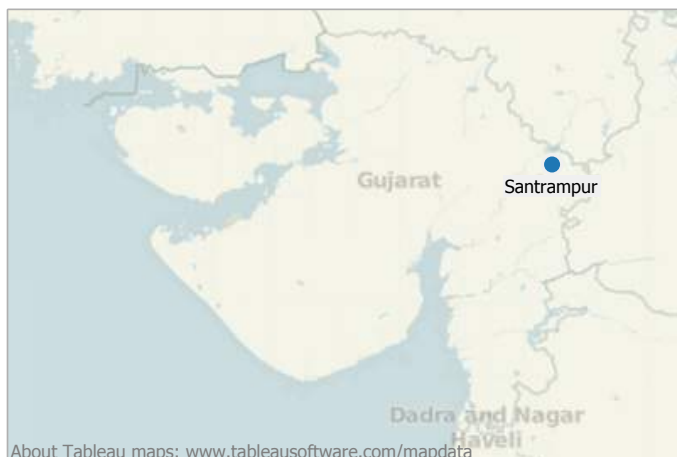 Gujarat
Santrampur
Dadra and Nagar
Haveli
About Tableau maps: www.tableausoftware.com/mapdata